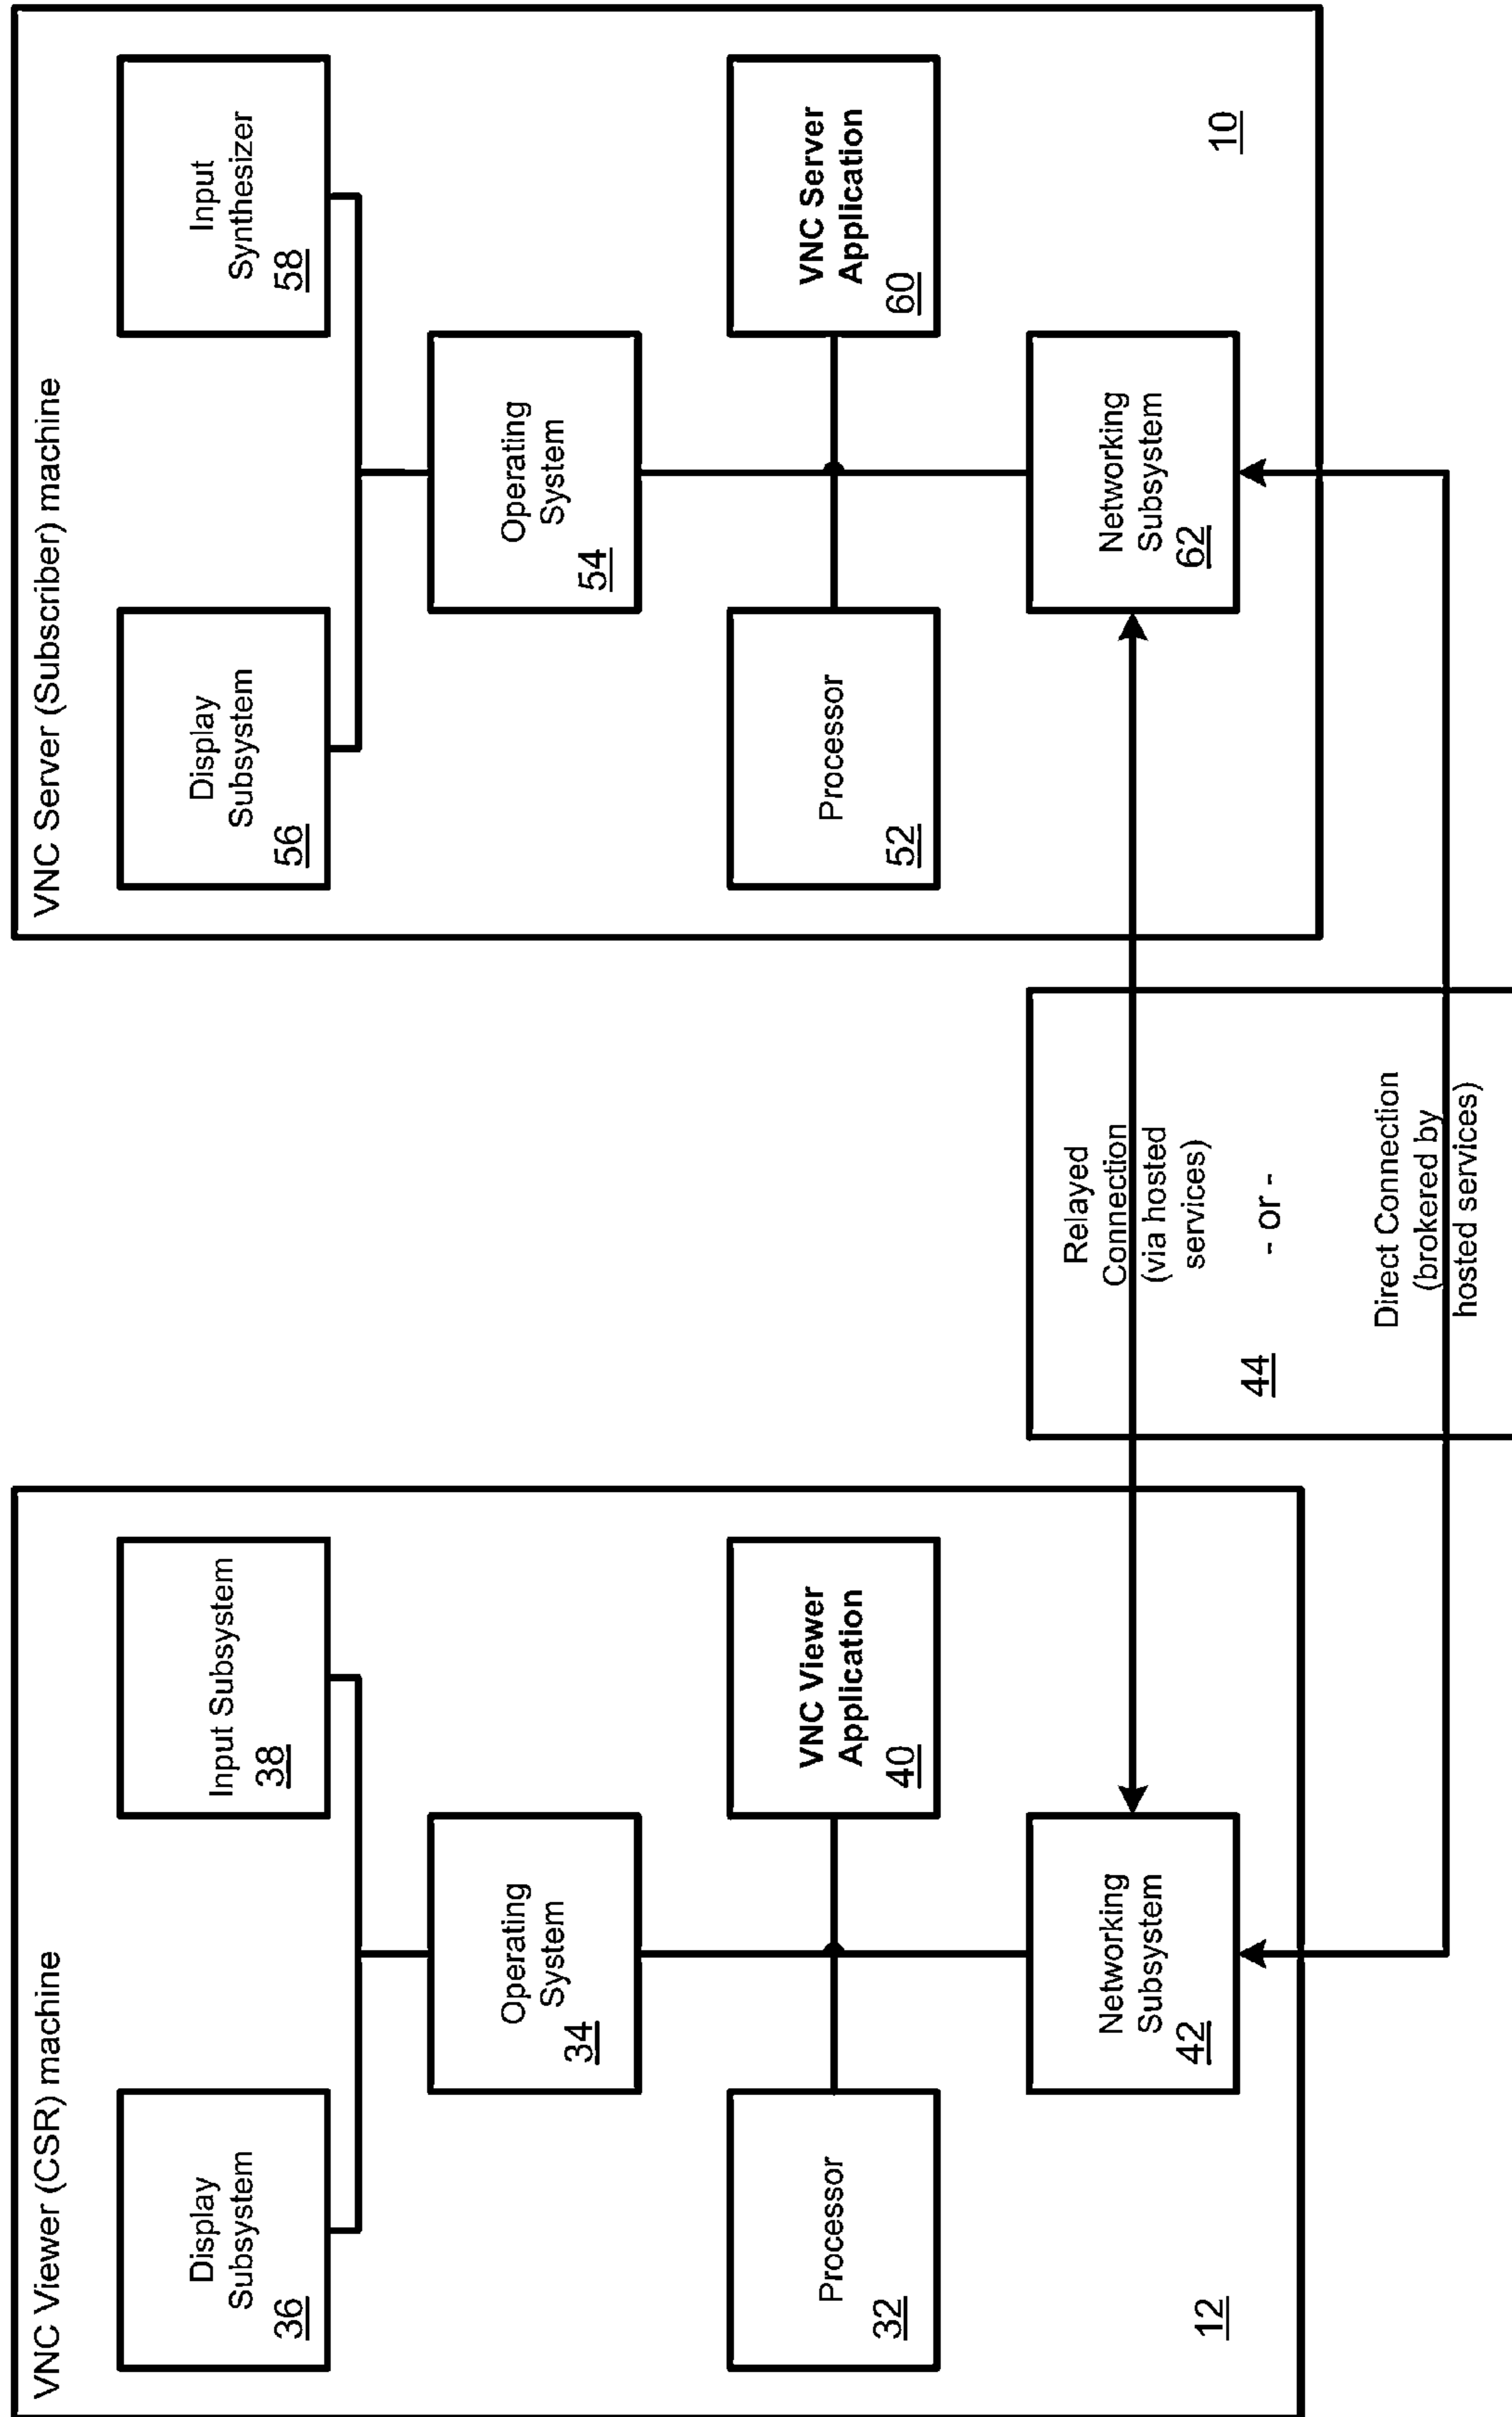 VNC Viewer (CSR) machine
Display
Subsystem
36
Input Subsystem
38
Operating
System
34
Processor
32
VNC Viewer
Application
40
Networking
Subsystem
42
12
Relayed
Connection
(via hosted
services)
- or -
44
Direct Connection
(brokered by
hosted services)
VNC Server (Subscriber) machine
Display
Subsystem
56
Input
Synthesizer
58
Operating
System
54
Processor
52
VNC Server
Application
60
Networking
Subsystem
62
10